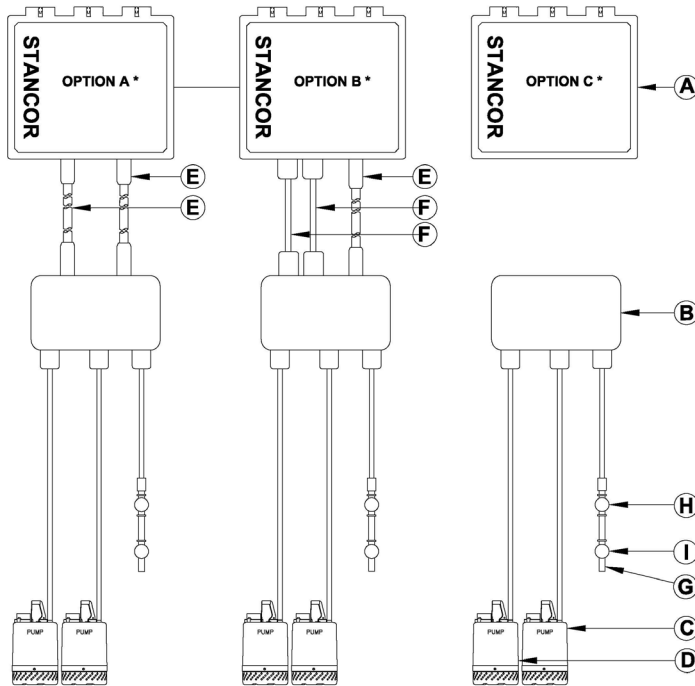 STANCOR
OPTION A *
STANCOR
OPTION B *
STANCOR
OPTION C *
A
E
E
E
F
F
B
H
I
G
C
D
PUMP
PUMP
PUMP
PUMP
PUMP
PUMP